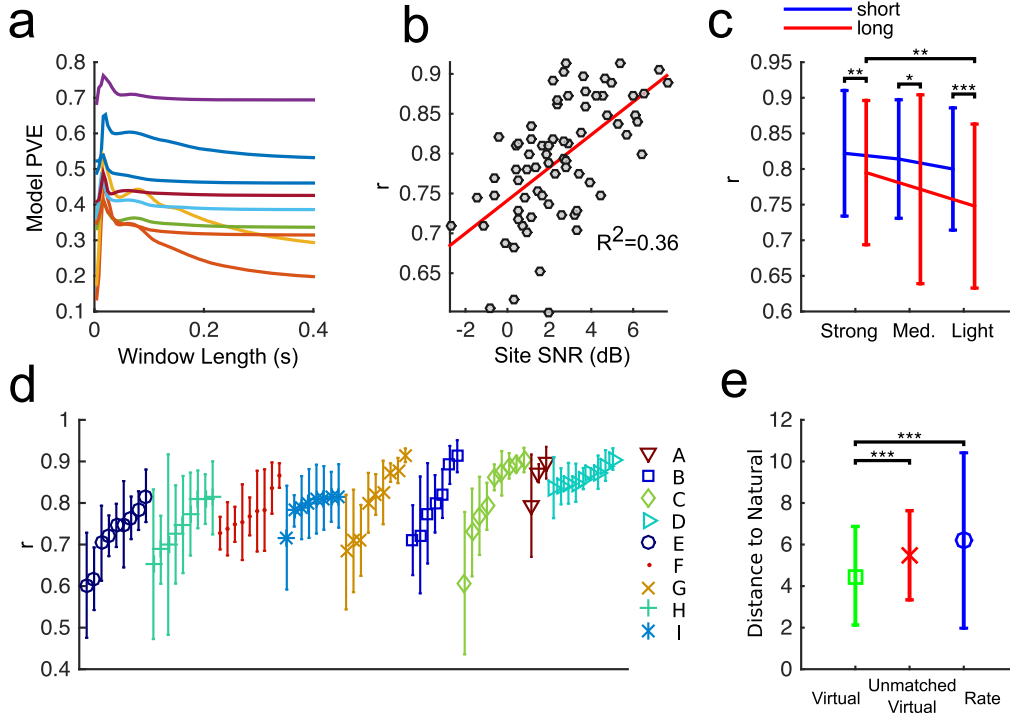 a
Model PVE
0.8
0.7
0.6
0.5
0.4
0.3
0.2
0.1
0
0.2
0.4
Window Length (s)
b
r
0.9
0.85
0.8
0.75
0.7
0.65
R²=0.36
-2
0
2
4
6
Site SNR (dB)
c
short
long
r
0.95
0.9
0.85
0.8
0.75
0.7
0.65
0.6
**
**
*
***
Strong
Med.
Light
d
r
1
0.9
0.8
0.7
0.6
0.5
0.4
A
B
C
D
E
F
G
H
I
e
Distance to Natural
12
10
8
6
4
2
0
***
***
Virtual
Unmatched
Virtual
Rate